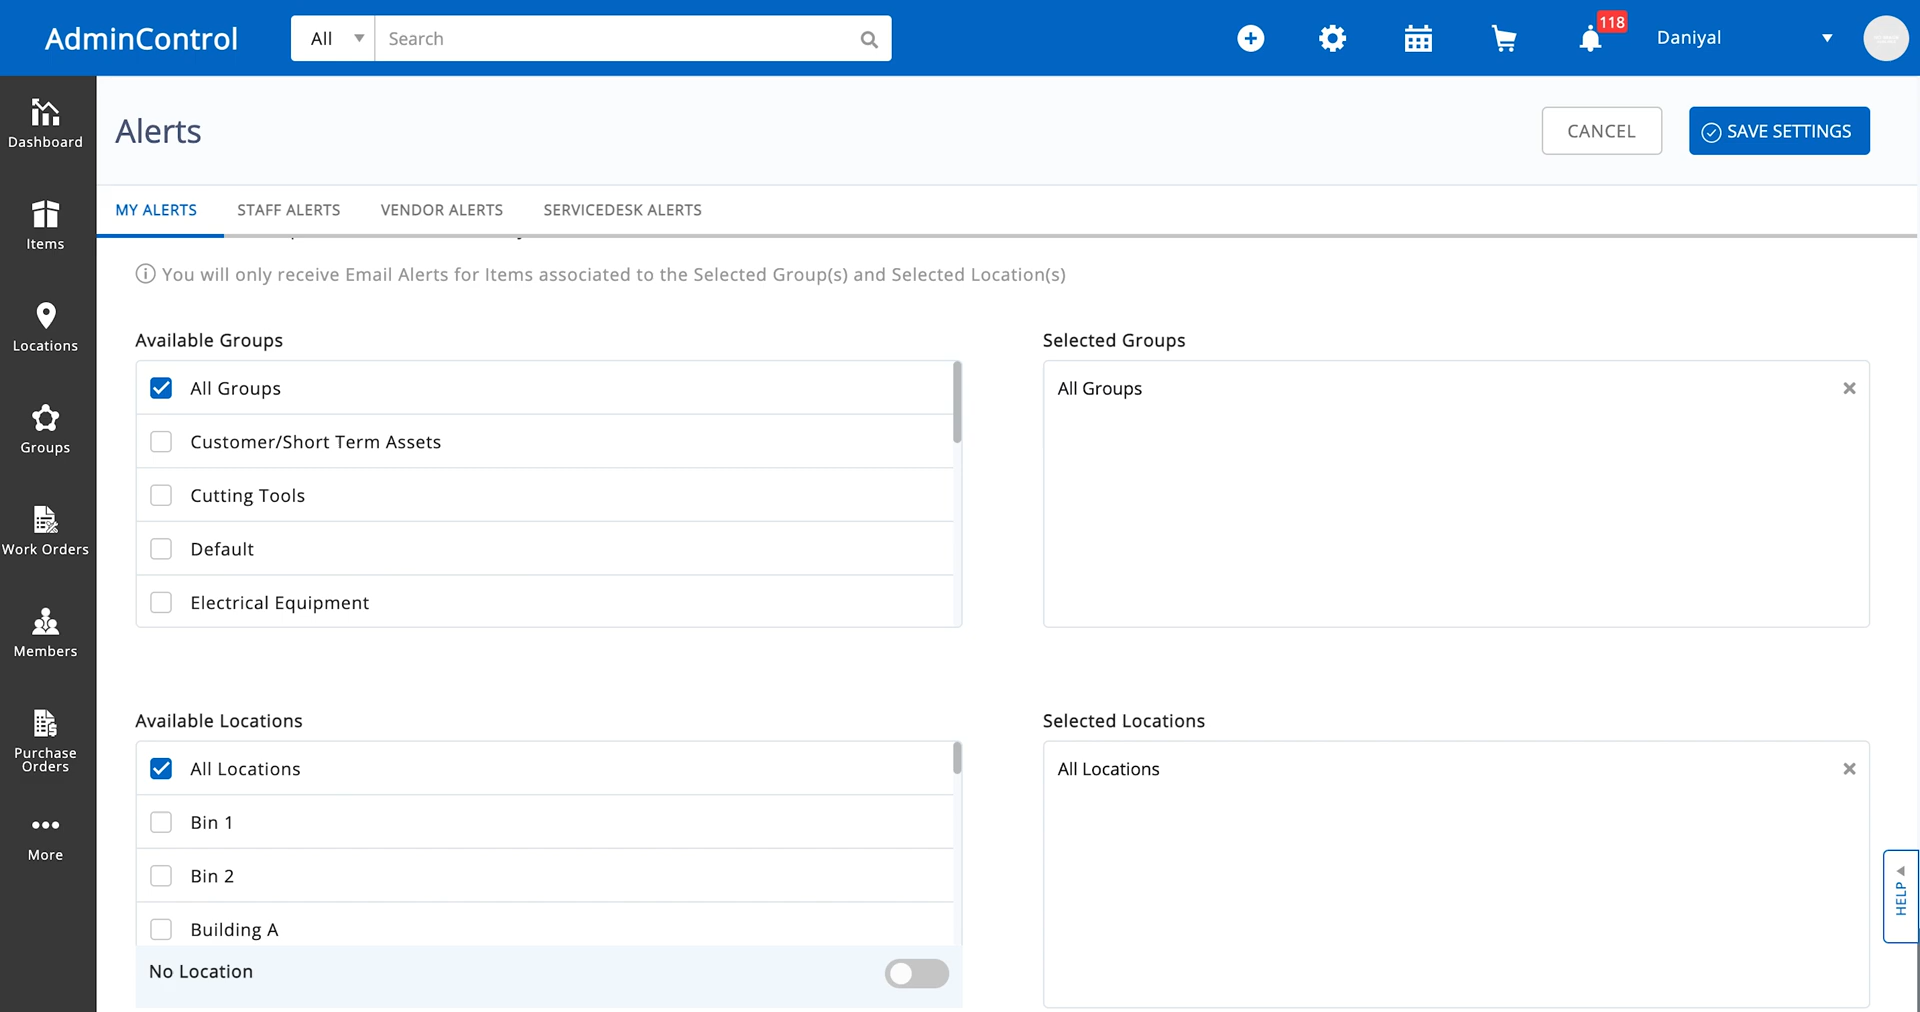 AdminControl
All
Search
118
Daniyal
Dashboard
Items
Locations
Groups
Work Orders
Members
Purchase
Orders
More
Alerts
CANCEL
SAVE SETTINGS
MY ALERTS
STAFF ALERTS
VENDOR ALERTS
SERVICEDESK ALERTS
You will only receive Email Alerts for Items associated to the Selected Group(s) and Selected Location(s)
Available Groups
All Groups
Customer/Short Term Assets
Cutting Tools
Default
Electrical Equipment
Selected Groups
All Groups
Available Locations
All Locations
Bin 1
Bin 2
Building A
No Location
Selected Locations
All Locations
HELP